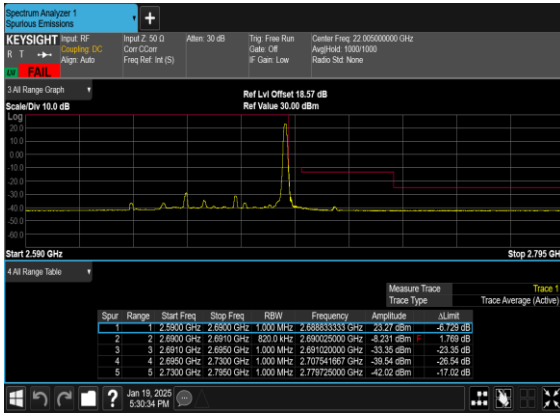 Spectrum Analyzer 1
Spurious Emissions
+
KEYSIGHT Input: RF Input Z: 50 Ω Atten: 30 dB Trig: Free Run Center Freq: 22.005000000 GHz
R T Coupling: DC Corr CCorr Gate: Off Avg|Hold: 1000/1000
Align: Auto Freq Ref: Int (S) IF Gain: Low Radio Std: None
FAIL
3 All Range Graph
Ref Lvl Offset 18.57 dB
Scale/Div 10.0 dB Ref Value 30.00 dBm
Log
20.0
10.0
0.00
-10.0
-20.0
-30.0
-40.0
-50.0
-60.0
Start 2.590 GHz Stop 2.795 GH
4 All Range Table
Measure Trace Trace 1
Trace Type Trace Average (Active)
Spur Range Start Freq Stop Freq RBW Frequency Amplitude ΔLimit
1 1 2.5900 GHz 2.6900 GHz 1.000 MHz 2.688833333 GHz 23.27 dBm -6.729 dB
2 2 2.6900 GHz 2.6910 GHz 820.0 kHz 2.690025000 GHz -8.231 dBm F 1.769 dB
3 3 2.6910 GHz 2.6950 GHz 1.000 MHz 2.691020000 GHz -33.35 dBm -23.35 dB
4 4 2.6950 GHz 2.7300 GHz 1.000 MHz 2.707541667 GHz -39.54 dBm -26.54 dB
5 5 2.7300 GHz 2.7950 GHz 1.000 MHz 2.779725000 GHz -42.02 dBm -17.02 dB
? Jan 19, 2025
5:30:34 PM